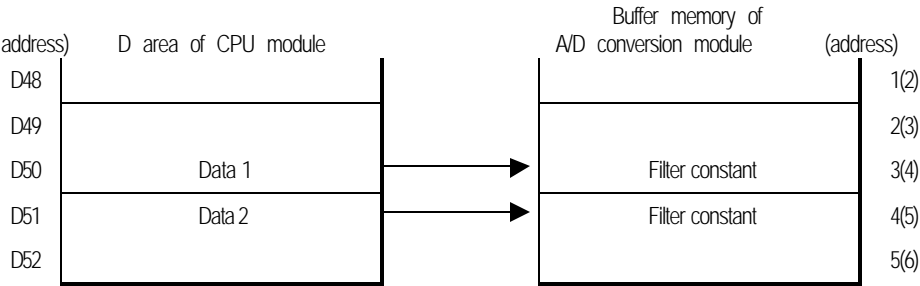 Buffer memory of
address) D area of CPU module A/D conversion module (address)
D48 1(2)
D49 2(3)
D50 Data 1 Filter constant 3(4)
D51 Data 2 Filter constant 4(5)
D52 5(6)